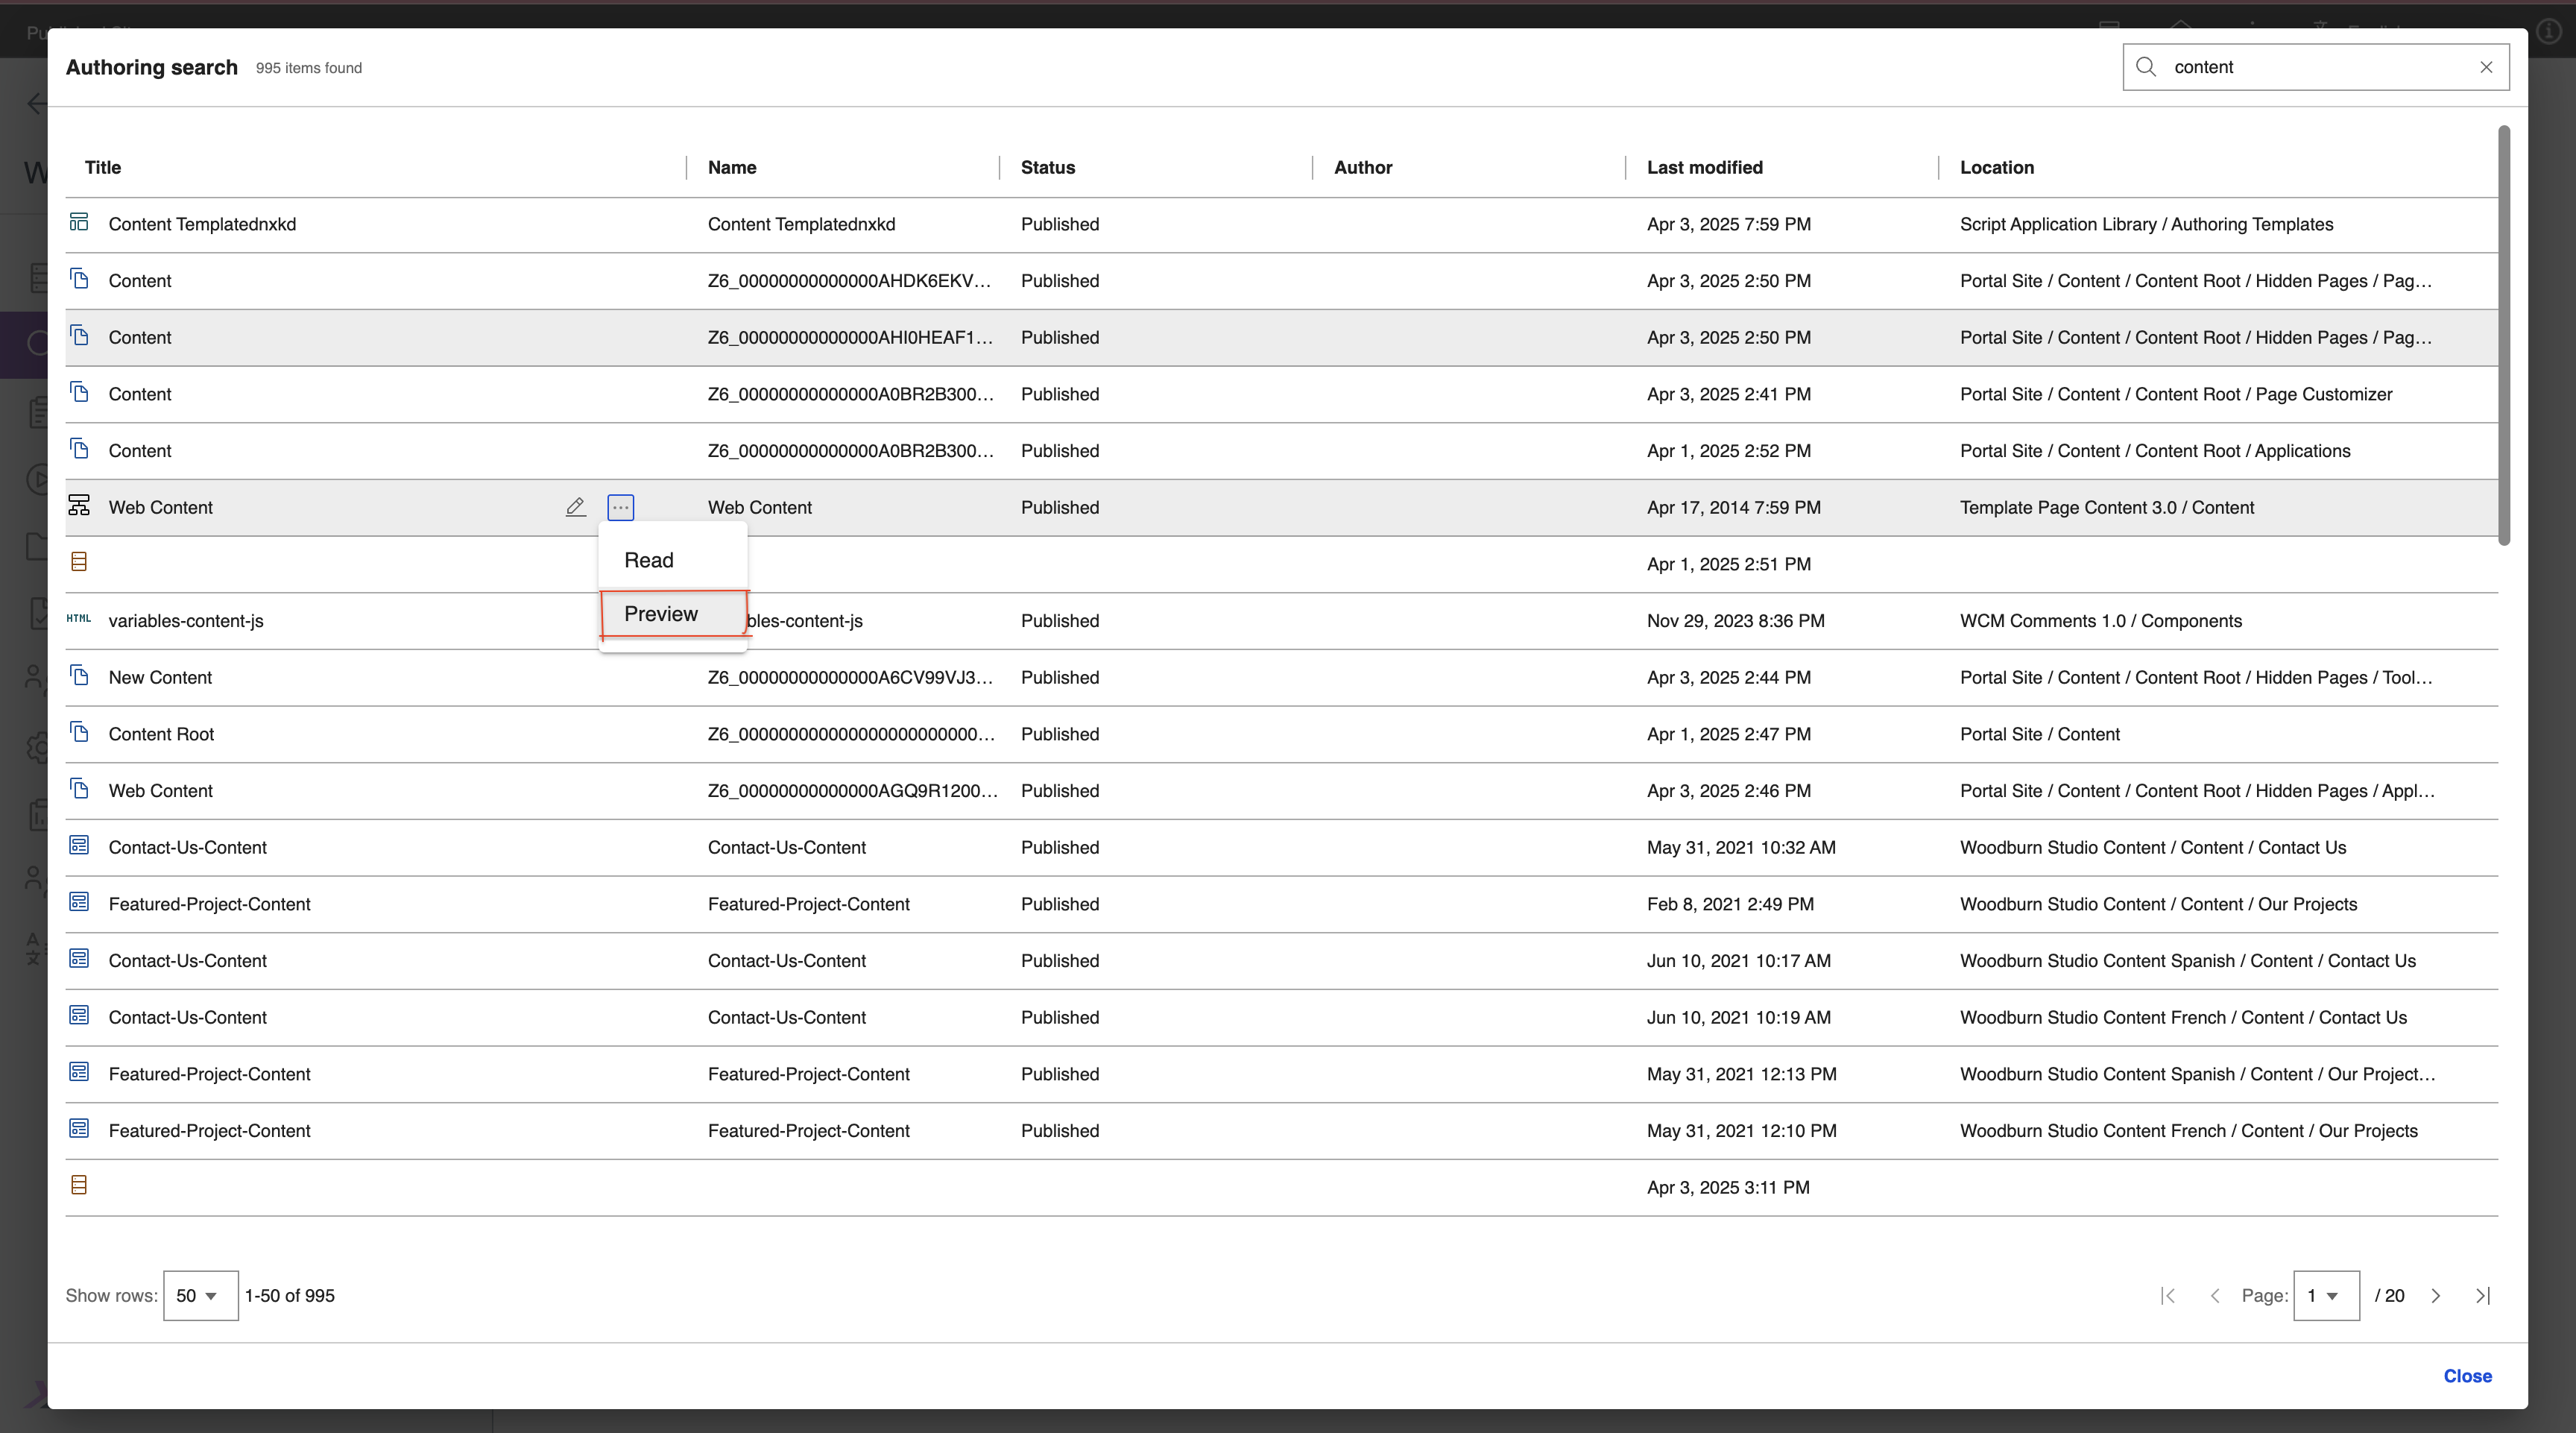 Authoring search 995 items found content
Title Name Status Author Last modified Location
Content Templatednxkd Content Templatednxkd Published Apr 3, 2025 7:59 PM Script Application Library / Authoring Templates
Content Z6_00000000000000AHDK6EKV... Published Apr 3, 2025 2:50 PM Portal Site / Content / Content Root / Hidden Pages / Pag...
Content Z6_00000000000000AHI0HEAF1... Published Apr 3, 2025 2:50 PM Portal Site / Content / Content Root / Hidden Pages / Pag...
Content Z6_00000000000000A0BR2B300... Published Apr 3, 2025 2:41 PM Portal Site / Content / Content Root / Page Customizer
Content Z6_00000000000000A0BR2B300... Published Apr 1, 2025 2:52 PM Portal Site / Content / Content Root / Applications
Web Content Web Content Published Apr 17, 2014 7:59 PM Template Page Content 3.0 / Content
Read
Apr 1, 2025 2:51 PM
Preview
HTML variables-content-js bles-content-js Published Nov 29, 2023 8:36 PM WCM Comments 1.0 / Components
New Content Z6_00000000000000A6CV99VJ3... Published Apr 3, 2025 2:44 PM Portal Site / Content / Content Root / Hidden Pages / Tool...
Content Root Z6_000000000000000000000000... Published Apr 1, 2025 2:47 PM Portal Site / Content
Web Content Z6_00000000000000AGQ9R1200... Published Apr 3, 2025 2:46 PM Portal Site / Content / Content Root / Hidden Pages / Appl...
Contact-Us-Content Contact-Us-Content Published May 31, 2021 10:32 AM Woodburn Studio Content / Content / Contact Us
Featured-Project-Content Featured-Project-Content Published Feb 8, 2021 2:49 PM Woodburn Studio Content / Content / Our Projects
Contact-Us-Content Contact-Us-Content Published Jun 10, 2021 10:17 AM Woodburn Studio Content Spanish / Content / Contact Us
Contact-Us-Content Contact-Us-Content Published Jun 10, 2021 10:19 AM Woodburn Studio Content French / Content / Contact Us
Featured-Project-Content Featured-Project-Content Published May 31, 2021 12:13 PM Woodburn Studio Content Spanish / Content / Our Project...
Featured-Project-Content Featured-Project-Content Published May 31, 2021 12:10 PM Woodburn Studio Content French / Content / Our Projects
Apr 3, 2025 3:11 PM
Show rows: 50 1-50 of 995 Page: 1 / 20
Close